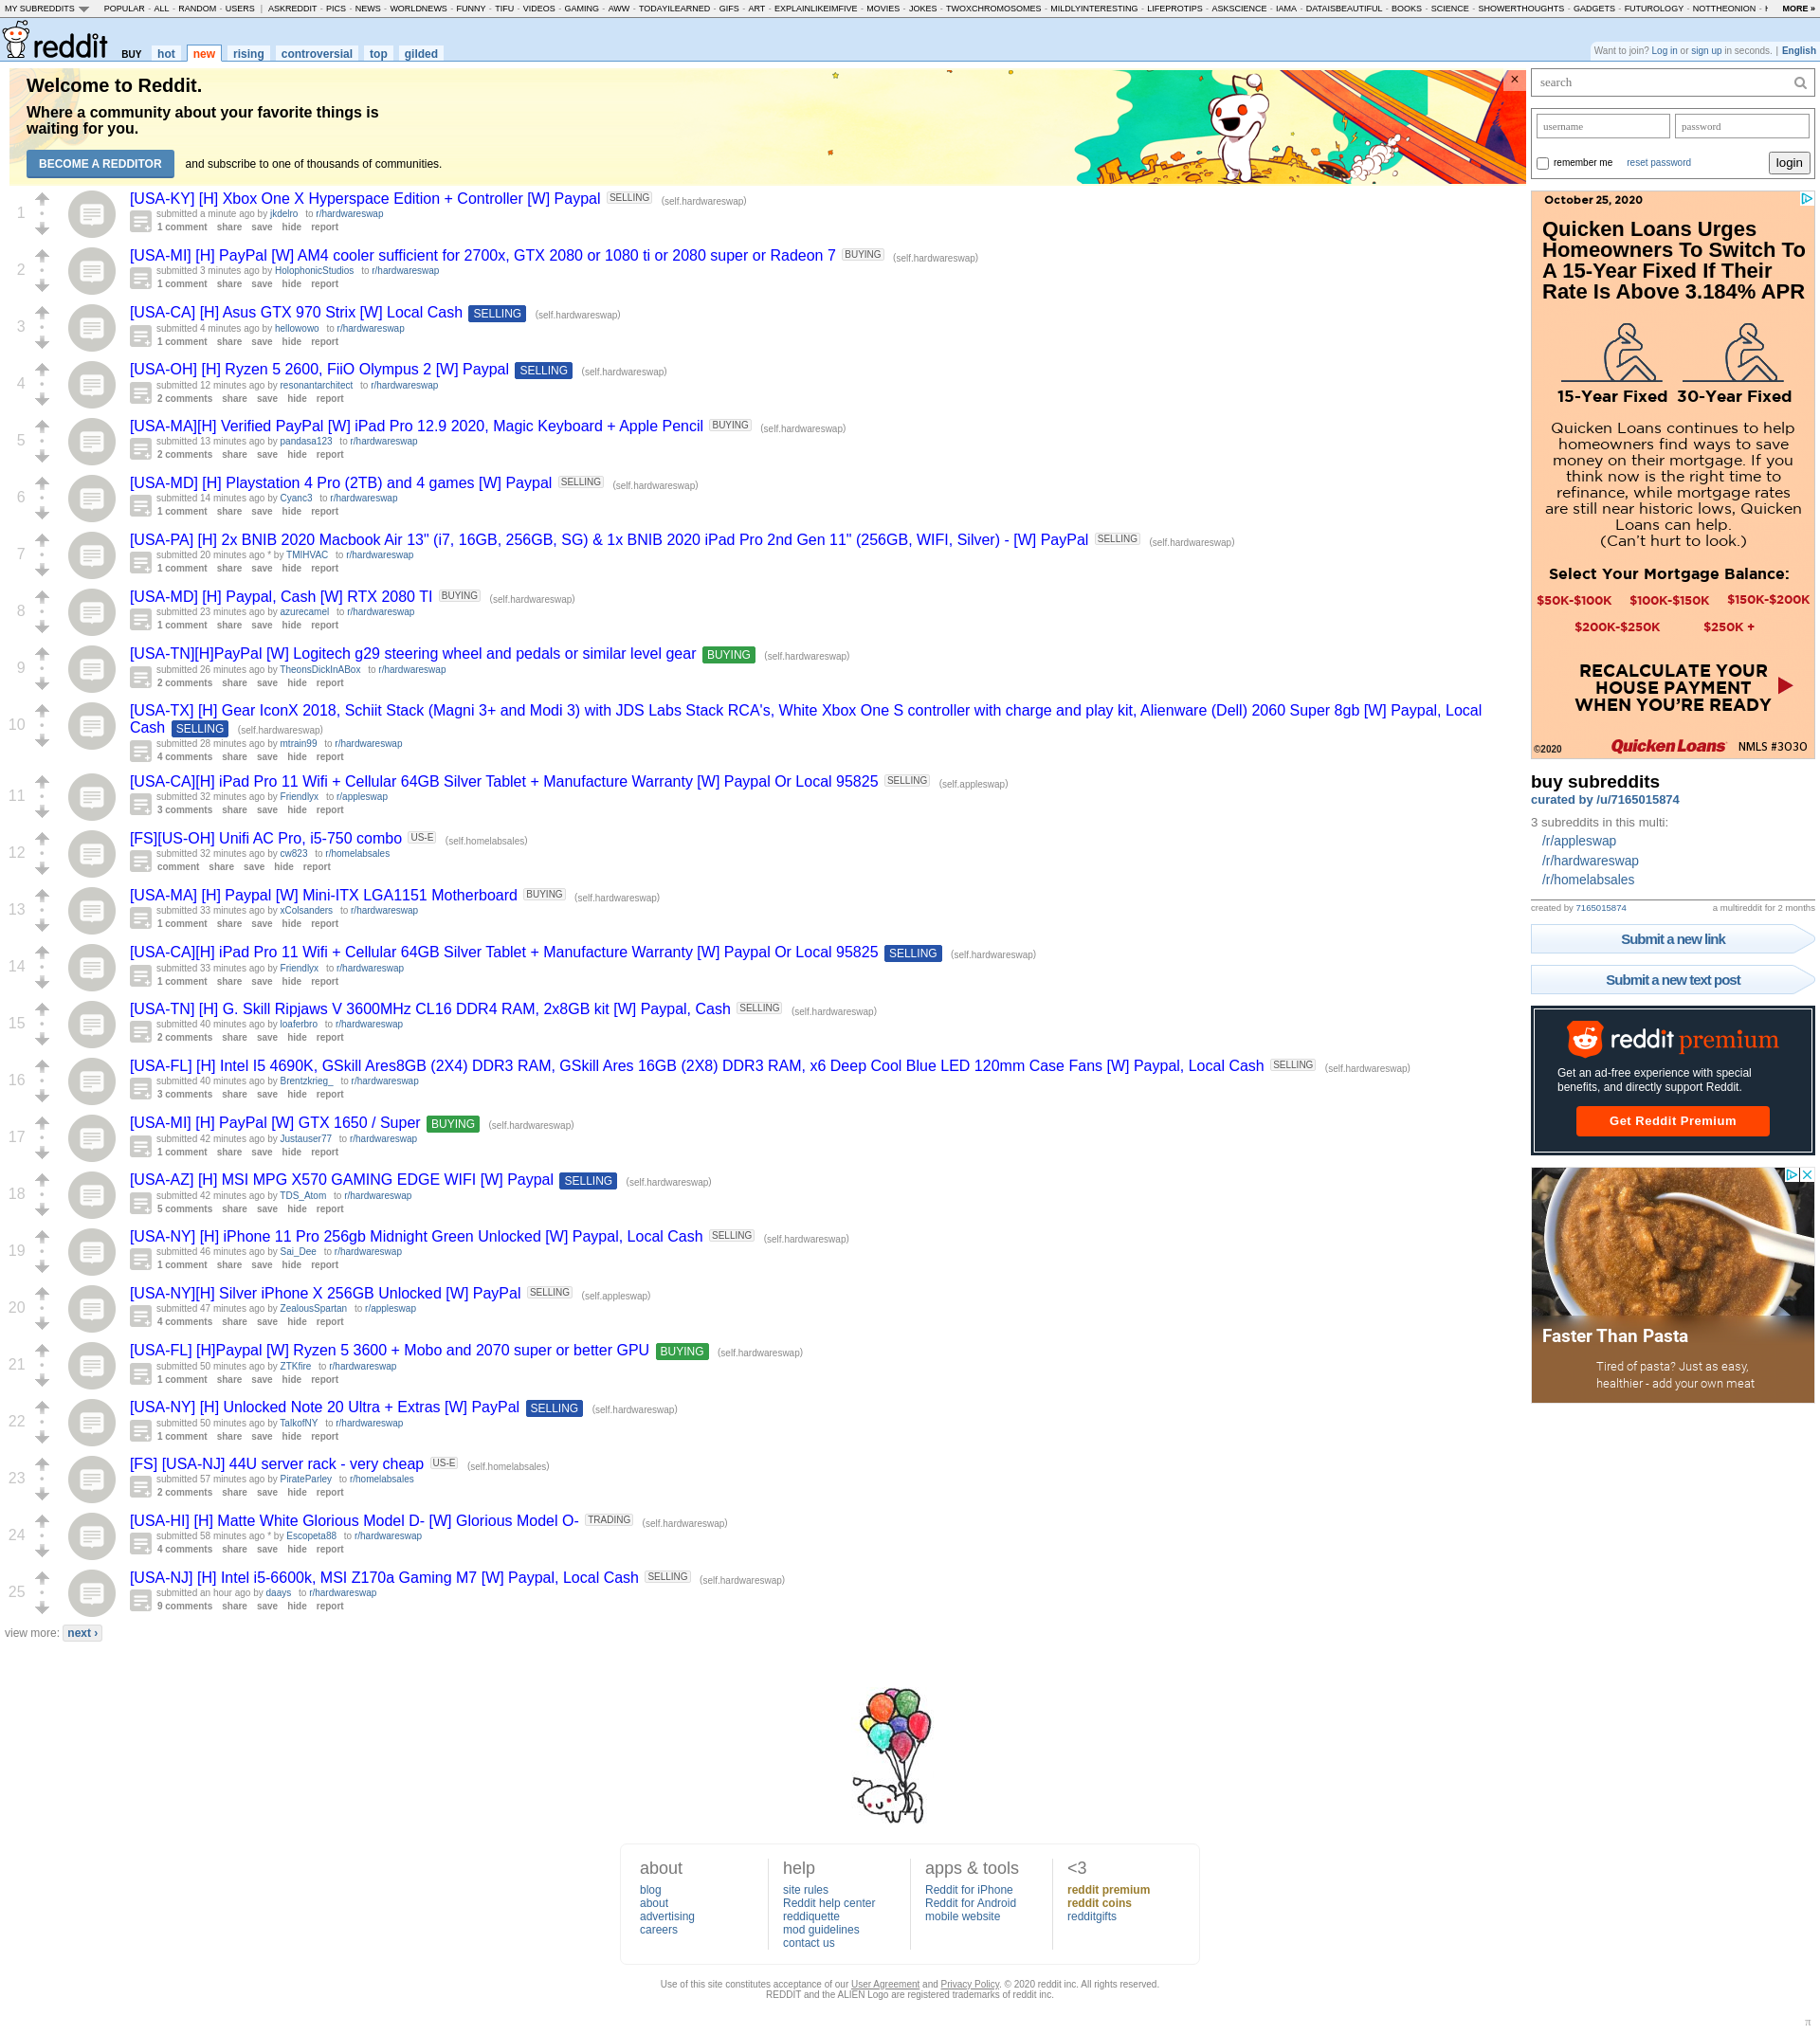 MY SUBREDDITS POPULAR - ALL - RANDOM - USERS | ASKREDDIT - PICS - NEWS - WORLDNEWS - FUNNY - TIFU - VIDEOS - GAMING - AWW - TODAYILEARNED - GIFS - ART - EXPLAINLIKEIMFIVE - MOVIES - JOKES - TWOXCHROMOSOMES - MILDLYINTERESTING - LIFEPROTIPS - ASKSCIENCE - IAMA - DATAISBEAUTIFUL - BOOKS - SCIENCE - SHOWERTHOUGHTS - GADGETS - FUTUROLOGY - NOTTHEONION - MORE »
reddit BUY hot new rising controversial top gilded
Want to join? Log in or sign up in seconds. | English
Welcome to Reddit.
Where a community about your favorite things is
waiting for you.
BECOME A REDDITOR and subscribe to one of thousands of communities.
×
1
[USA-KY] [H] Xbox One X Hyperspace Edition + Controller [W] Paypal SELLING (self.hardwareswap)
submitted a minute ago by jkdelro to r/hardwareswap
1 comment share save hide report
2
[USA-MI] [H] PayPal [W] AM4 cooler sufficient for 2700x, GTX 2080 or 1080 ti or 2080 super or Radeon 7 BUYING (self.hardwareswap)
submitted 3 minutes ago by HolophonicStudios to r/hardwareswap
1 comment share save hide report
3
[USA-CA] [H] Asus GTX 970 Strix [W] Local Cash SELLING (self.hardwareswap)
submitted 4 minutes ago by hellowowo to r/hardwareswap
1 comment share save hide report
4
[USA-OH] [H] Ryzen 5 2600, FiiO Olympus 2 [W] Paypal SELLING (self.hardwareswap)
submitted 12 minutes ago by resonantarchitect to r/hardwareswap
2 comments share save hide report
5
[USA-MA][H] Verified PayPal [W] iPad Pro 12.9 2020, Magic Keyboard + Apple Pencil BUYING (self.hardwareswap)
submitted 13 minutes ago by pandasa123 to r/hardwareswap
2 comments share save hide report
6
[USA-MD] [H] Playstation 4 Pro (2TB) and 4 games [W] Paypal SELLING (self.hardwareswap)
submitted 14 minutes ago by Cyanc3 to r/hardwareswap
1 comment share save hide report
7
[USA-PA] [H] 2x BNIB 2020 Macbook Air 13" (i7, 16GB, 256GB, SG) & 1x BNIB 2020 iPad Pro 2nd Gen 11" (256GB, WIFI, Silver) - [W] PayPal SELLING (self.hardwareswap)
submitted 20 minutes ago * by TMIHVAC to r/hardwareswap
1 comment share save hide report
8
[USA-MD] [H] Paypal, Cash [W] RTX 2080 TI BUYING (self.hardwareswap)
submitted 23 minutes ago by azurecamel to r/hardwareswap
1 comment share save hide report
9
[USA-TN][H]PayPal [W] Logitech g29 steering wheel and pedals or similar level gear BUYING (self.hardwareswap)
submitted 26 minutes ago by TheonsDickInABox to r/hardwareswap
2 comments share save hide report
10
[USA-TX] [H] Gear IconX 2018, Schiit Stack (Magni 3+ and Modi 3) with JDS Labs Stack RCA's, White Xbox One S controller with charge and play kit, Alienware (Dell) 2060 Super 8gb [W] Paypal, Local
Cash SELLING (self.hardwareswap)
submitted 28 minutes ago by mtrain99 to r/hardwareswap
4 comments share save hide report
11
[USA-CA][H] iPad Pro 11 Wifi + Cellular 64GB Silver Tablet + Manufacture Warranty [W] Paypal Or Local 95825 SELLING (self.appleswap)
submitted 32 minutes ago by Friendlyx to r/appleswap
3 comments share save hide report
12
[FS][US-OH] Unifi AC Pro, i5-750 combo US-E (self.homelabsales)
submitted 32 minutes ago by cw823 to r/homelabsales
comment share save hide report
13
[USA-MA] [H] Paypal [W] Mini-ITX LGA1151 Motherboard BUYING (self.hardwareswap)
submitted 33 minutes ago by xColsanders to r/hardwareswap
1 comment share save hide report
14
[USA-CA][H] iPad Pro 11 Wifi + Cellular 64GB Silver Tablet + Manufacture Warranty [W] Paypal Or Local 95825 SELLING (self.hardwareswap)
submitted 33 minutes ago by Friendlyx to r/hardwareswap
1 comment share save hide report
15
[USA-TN] [H] G. Skill Ripjaws V 3600MHz CL16 DDR4 RAM, 2x8GB kit [W] Paypal, Cash SELLING (self.hardwareswap)
submitted 40 minutes ago by loaferbro to r/hardwareswap
2 comments share save hide report
16
[USA-FL] [H] Intel I5 4690K, GSkill Ares8GB (2X4) DDR3 RAM, GSkill Ares 16GB (2X8) DDR3 RAM, x6 Deep Cool Blue LED 120mm Case Fans [W] Paypal, Local Cash SELLING (self.hardwareswap)
submitted 40 minutes ago by Brentzkrieg_ to r/hardwareswap
3 comments share save hide report
17
[USA-MI] [H] PayPal [W] GTX 1650 / Super BUYING (self.hardwareswap)
submitted 42 minutes ago by Justauser77 to r/hardwareswap
1 comment share save hide report
18
[USA-AZ] [H] MSI MPG X570 GAMING EDGE WIFI [W] Paypal SELLING (self.hardwareswap)
submitted 42 minutes ago by TDS_Atom to r/hardwareswap
5 comments share save hide report
19
[USA-NY] [H] iPhone 11 Pro 256gb Midnight Green Unlocked [W] Paypal, Local Cash SELLING (self.hardwareswap)
submitted 46 minutes ago by Sai_Dee to r/hardwareswap
1 comment share save hide report
20
[USA-NY][H] Silver iPhone X 256GB Unlocked [W] PayPal SELLING (self.appleswap)
submitted 47 minutes ago by ZealousSpartan to r/appleswap
4 comments share save hide report
21
[USA-FL] [H]Paypal [W] Ryzen 5 3600 + Mobo and 2070 super or better GPU BUYING (self.hardwareswap)
submitted 50 minutes ago by ZTKfire to r/hardwareswap
1 comment share save hide report
22
[USA-NY] [H] Unlocked Note 20 Ultra + Extras [W] PayPal SELLING (self.hardwareswap)
submitted 50 minutes ago by TalkofNY to r/hardwareswap
1 comment share save hide report
23
[FS] [USA-NJ] 44U server rack - very cheap US-E (self.homelabsales)
submitted 57 minutes ago by PirateParley to r/homelabsales
2 comments share save hide report
24
[USA-HI] [H] Matte White Glorious Model D- [W] Glorious Model O- TRADING (self.hardwareswap)
submitted 58 minutes ago * by Escopeta88 to r/hardwareswap
4 comments share save hide report
25
[USA-NJ] [H] Intel i5-6600k, MSI Z170a Gaming M7 [W] Paypal, Local Cash SELLING (self.hardwareswap)
submitted an hour ago by daays to r/hardwareswap
9 comments share save hide report
view more: next ›
search
username password
remember me reset password login
October 25, 2020
Quicken Loans Urges
Homeowners To Switch To
A 15-Year Fixed If Their
Rate Is Above 3.184% APR
15-Year Fixed 30-Year Fixed
Quicken Loans continues to help
homeowners find ways to save
money on their mortgage. If you
think now is the right time to
refinance, while mortgage rates
are still near historic lows, Quicken
Loans can help.
(Can't hurt to look.)
Select Your Mortgage Balance:
$50K-$100K $100K-$150K $150K-$200K
$200K-$250K $250K +
RECALCULATE YOUR
HOUSE PAYMENT
WHEN YOU'RE READY
©2020 Quicken Loans NMLS #3030
buy subreddits
curated by /u/7165015874
3 subreddits in this multi:
/r/appleswap
/r/hardwareswap
/r/homelabsales
created by 7165015874 a multireddit for 2 months
Submit a new link
Submit a new text post
reddit premium
Get an ad-free experience with special
benefits, and directly support Reddit.
Get Reddit Premium
Faster Than Pasta
Tired of pasta? Just as easy,
healthier - add your own meat
about
blog
about
advertising
careers
help
site rules
Reddit help center
reddiquette
mod guidelines
contact us
apps & tools
Reddit for iPhone
Reddit for Android
mobile website
<3
reddit premium
reddit coins
redditgifts
Use of this site constitutes acceptance of our User Agreement and Privacy Policy. © 2020 reddit inc. All rights reserved.
REDDIT and the ALIEN Logo are registered trademarks of reddit inc.
π